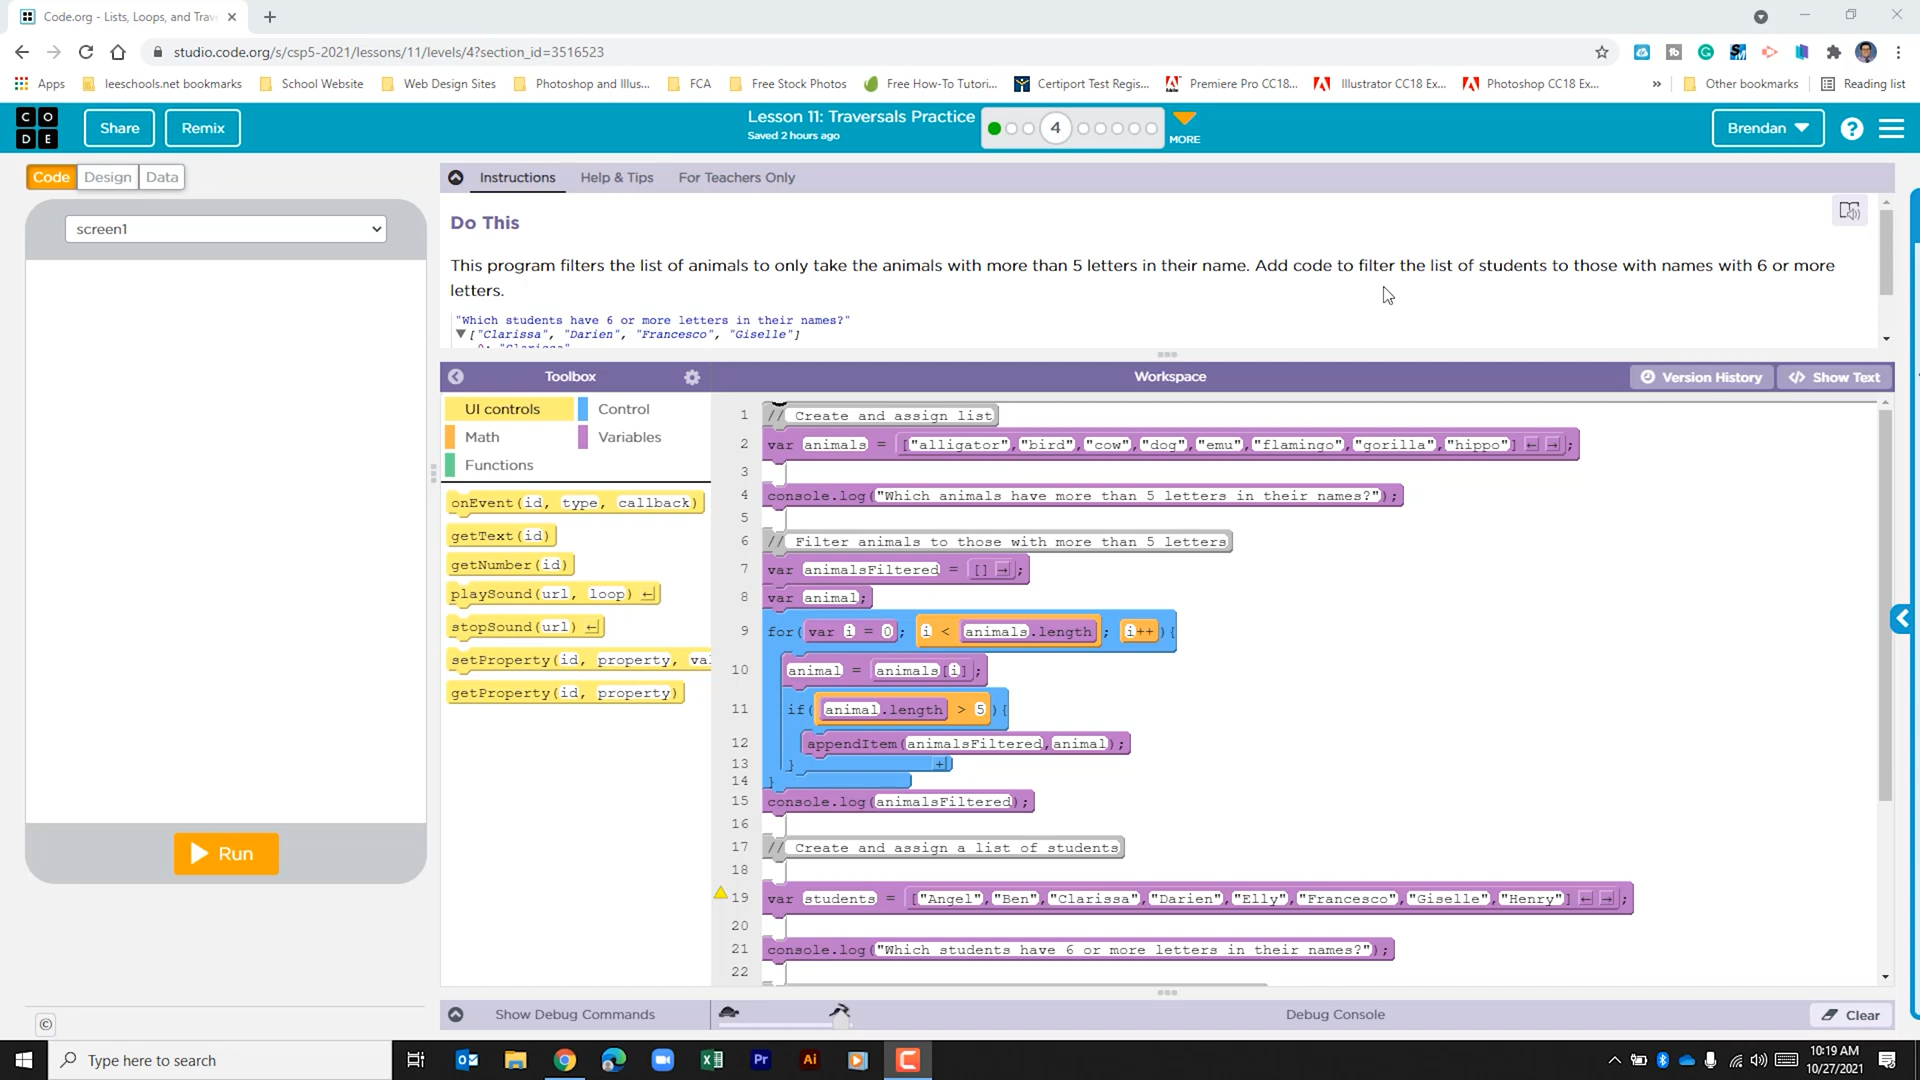 Code.org - Lists, Loops, and Trav
studio.code.org/s/csp5-2021/lessons/11/levels/4?section_id=3516523
Apps leeschools.net bookmarks School Website Web Design Sites Photoshop and Illus... FCA Free Stock Photos Free How-To Tutori... Certiport Test Regis... Premiere Pro CC18 Ex... Illustrator CC18 Ex... Photoshop CC18 Ex... » Other bookmarks Reading list
CO
DE
Share Remix
Lesson 11: Traversals Practice
Saved 2 hours ago
4
MORE
Brendan
?
Code Design Data
Instructions Help & Tips For Teachers Only
screen1
Do This
This program filters the list of animals to only take the animals with more than 5 letters in their name. Add code to filter the list of students to those with names with 6 or more
letters.
"Which students have 6 or more letters in their names?"
["Clarissa", "Darien", "Francesco", "Giselle"]
Toolbox
Workspace
Version History
Show Text
UI controls Control
Math Variables
Functions
onEvent(id, type, callback)
getText(id)
getNumber(id)
playSound(url, loop)
stopSound(url)
setProperty(id, property, val
getProperty(id, property)
1 // Create and assign list
2 var animals = ["alligator","bird","cow","dog","emu","flamingo","gorilla","hippo"] ;
3
4 console.log("Which animals have more than 5 letters in their names?");
5
6 // Filter animals to those with more than 5 letters
7 var animalsFiltered = [] ;
8 var animal;
9 for(var i = 0; i < animals.length; i++){
10 animal = animals[i];
11 if(animal.length > 5){
12 appendItem(animalsFiltered,animal);
13 }
14 }
15 console.log(animalsFiltered);
16
17 // Create and assign a list of students
18
19 var students = ["Angel","Ben","Clarissa","Darien","Elly","Francesco","Giselle","Henry"] ;
20
21 console.log("Which students have 6 or more letters in their names?");
22
Run
Show Debug Commands
Debug Console
Clear
Type here to search
10:19 AM
10/27/2021